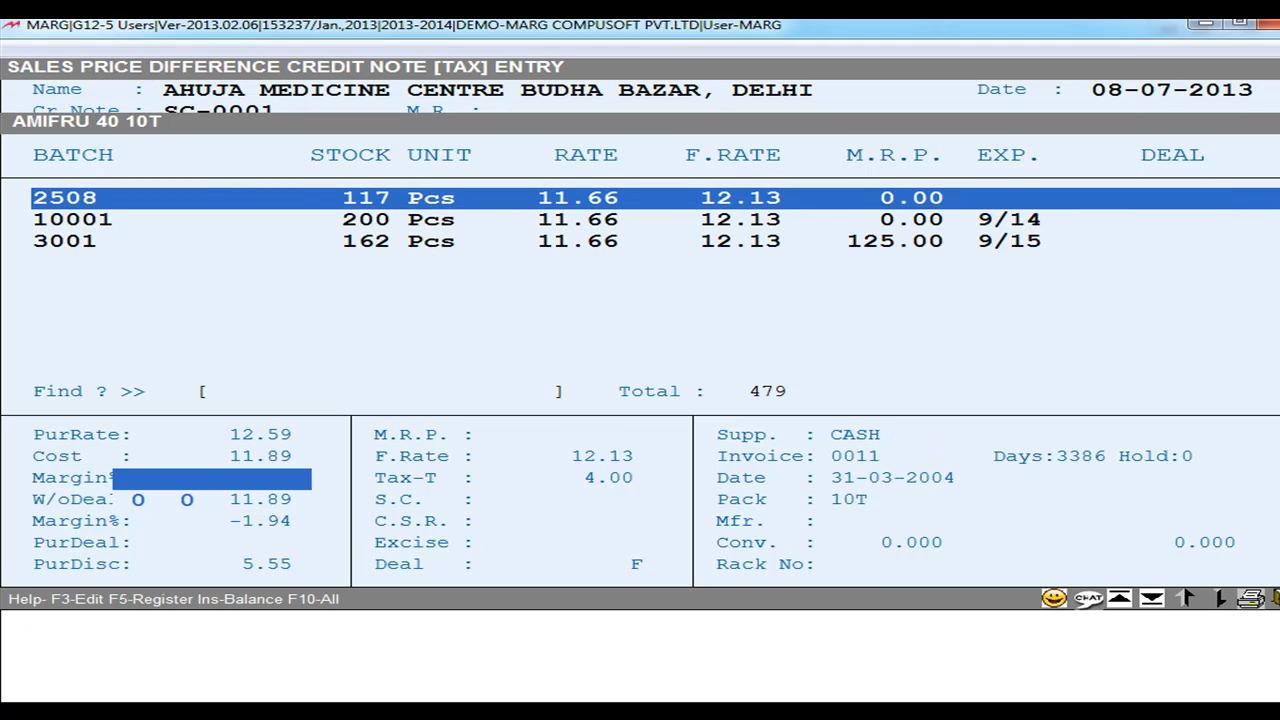 MARG|G12-5 Users|Ver-2013.02.06|153237/Jan.,2013|2013-2014|DEMO-MARG COMPUSOFT PVT.LTD|User-MARG
SALES PRICE DIFFERENCE CREDIT NOTE [TAX] ENTRY
Name : AHUJA MEDICINE CENTRE BUDHA BAZAR, DELHI Date : 08-07-2013
Cr Note : SC-0001 M.R. :
AMIFRU 40 10T
BATCH STOCK UNIT RATE F.RATE M.R.P. EXP. DEAL
2508 117 Pcs 11.66 12.13 0.00
10001 200 Pcs 11.66 12.13 0.00 9/14
3001 162 Pcs 11.66 12.13 125.00 9/15
Find ? >> [ ] Total : 479
PurRate: 12.59 M.R.P. : Supp. : CASH
Cost : 11.89 F.Rate : 12.13 Invoice: 0011 Days:3386 Hold:0
Margin% Tax-T : 4.00 Date : 31-03-2004
W/oDeal O O 11.89 S.C. : Pack : 10T
Margin%: -1.94 C.S.R. : Mfr. :
PurDeal: Excise : Conv. : 0.000 0.000
PurDisc: 5.55 Deal : F Rack No:
Help- F3-Edit F5-Register Ins-Balance F10-All CHAT